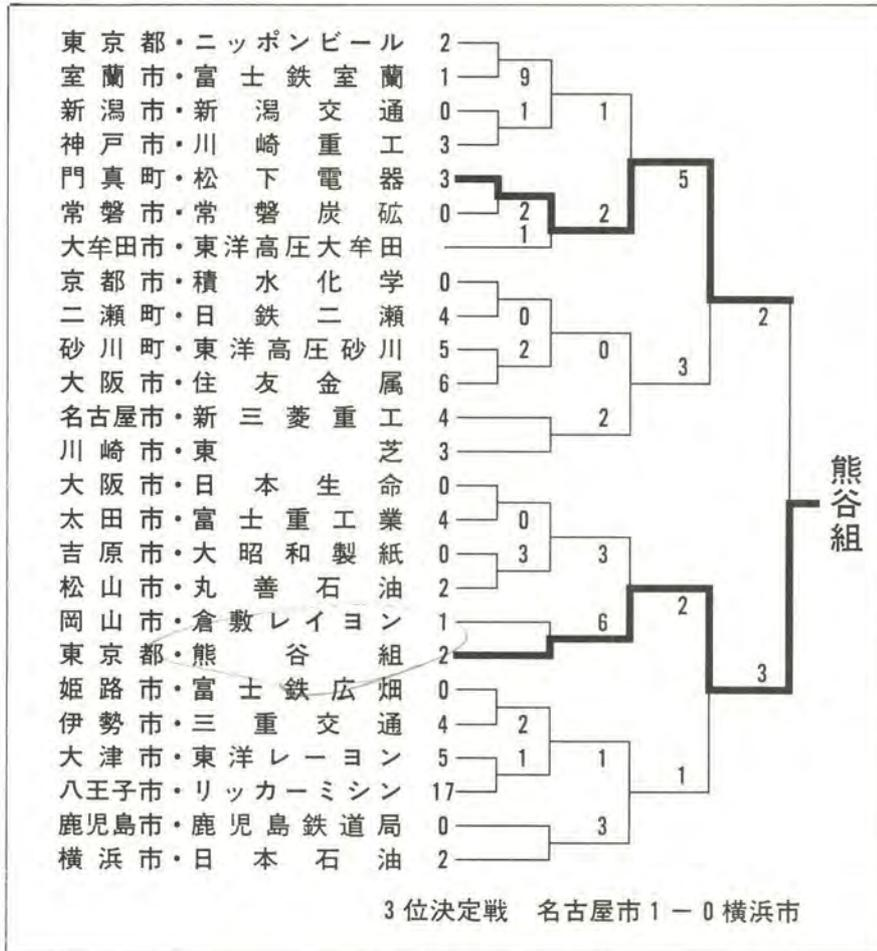 東京都・ニッポンビール 2
室蘭市・富士鉄室蘭 1
9
新潟市・新潟交通 0
1
1
神戸市・川崎重工 3
門真町・松下電器 3
5
常磐市・常磐炭砿 0
2
2
大牟田市・東洋高圧大牟田
1
京都市・積水化学 0
二瀬町・日鉄二瀬 4
0
2
砂川町・東洋高圧砂川 5
2
0
大阪市・住友金属 6
3
名古屋市・新三菱重工 4
2
川崎市・東芝 3
大阪市・日本生命 0
太田市・富士重工業 4
0
吉原市・大昭和製紙 0
3
3
松山市・丸善石油 2
岡山市・倉敷レイヨン 1
6
2
東京都・熊谷組 2
姫路市・富士鉄広畑 0
3
伊勢市・三重交通 4
2
大津市・東洋レーヨン 5
1
1
八王子市・リッカーミシン 17
1
鹿児島市・鹿児島鉄道局 0
3
横浜市・日本石油 2
熊谷組
3位決定戦 名古屋市1－0横浜市